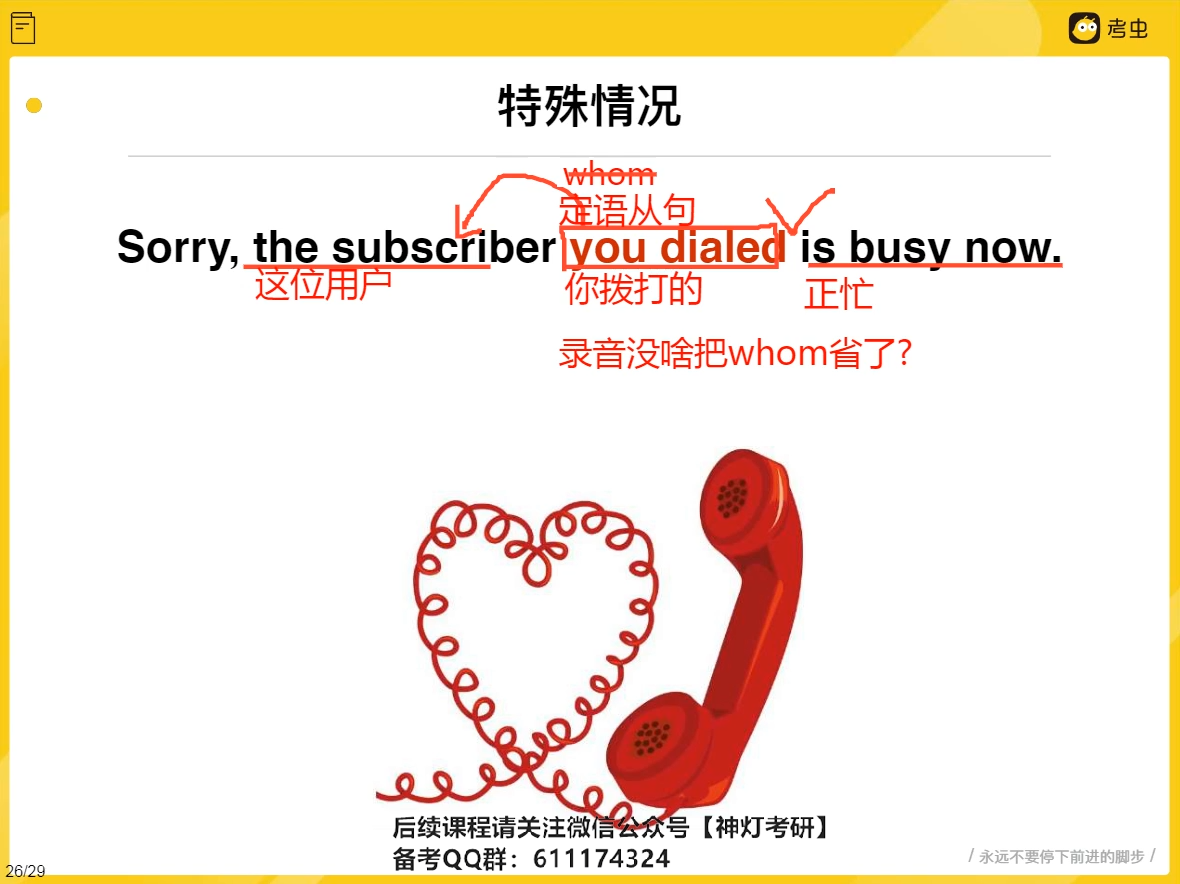 考虫
特殊情况
whom
定语从句
Sorry, the subscriber you dialed is busy now.
这位用户 你拨打的 正忙
录音没啥把whom省了?
后续课程请关注微信公众号【神灯考研】
备考QQ群：611174324
/ 永远不要停下前进的脚步 /
26/29